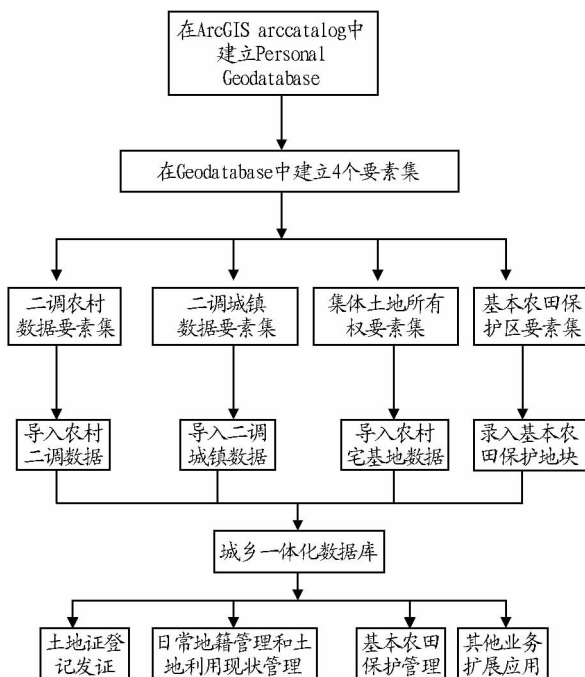 在ArcGIS arccatalog中
建立Personal
Geodatabase
在Geodatabase中建立4个要素集
二调农村
数据要素集
二调城镇
数据要素集
集体土地所有
权要素集
基本农田保
护区要素集
导入农村
二调数据
导入二调
城镇数据
导入农村
宅基地数据
录入基本农
田保护地块
城乡一体化数据库
土地证登
记发证
日常地籍管理和土
地利用现状管理
基本农田
保护管理
其他业务
扩展应用